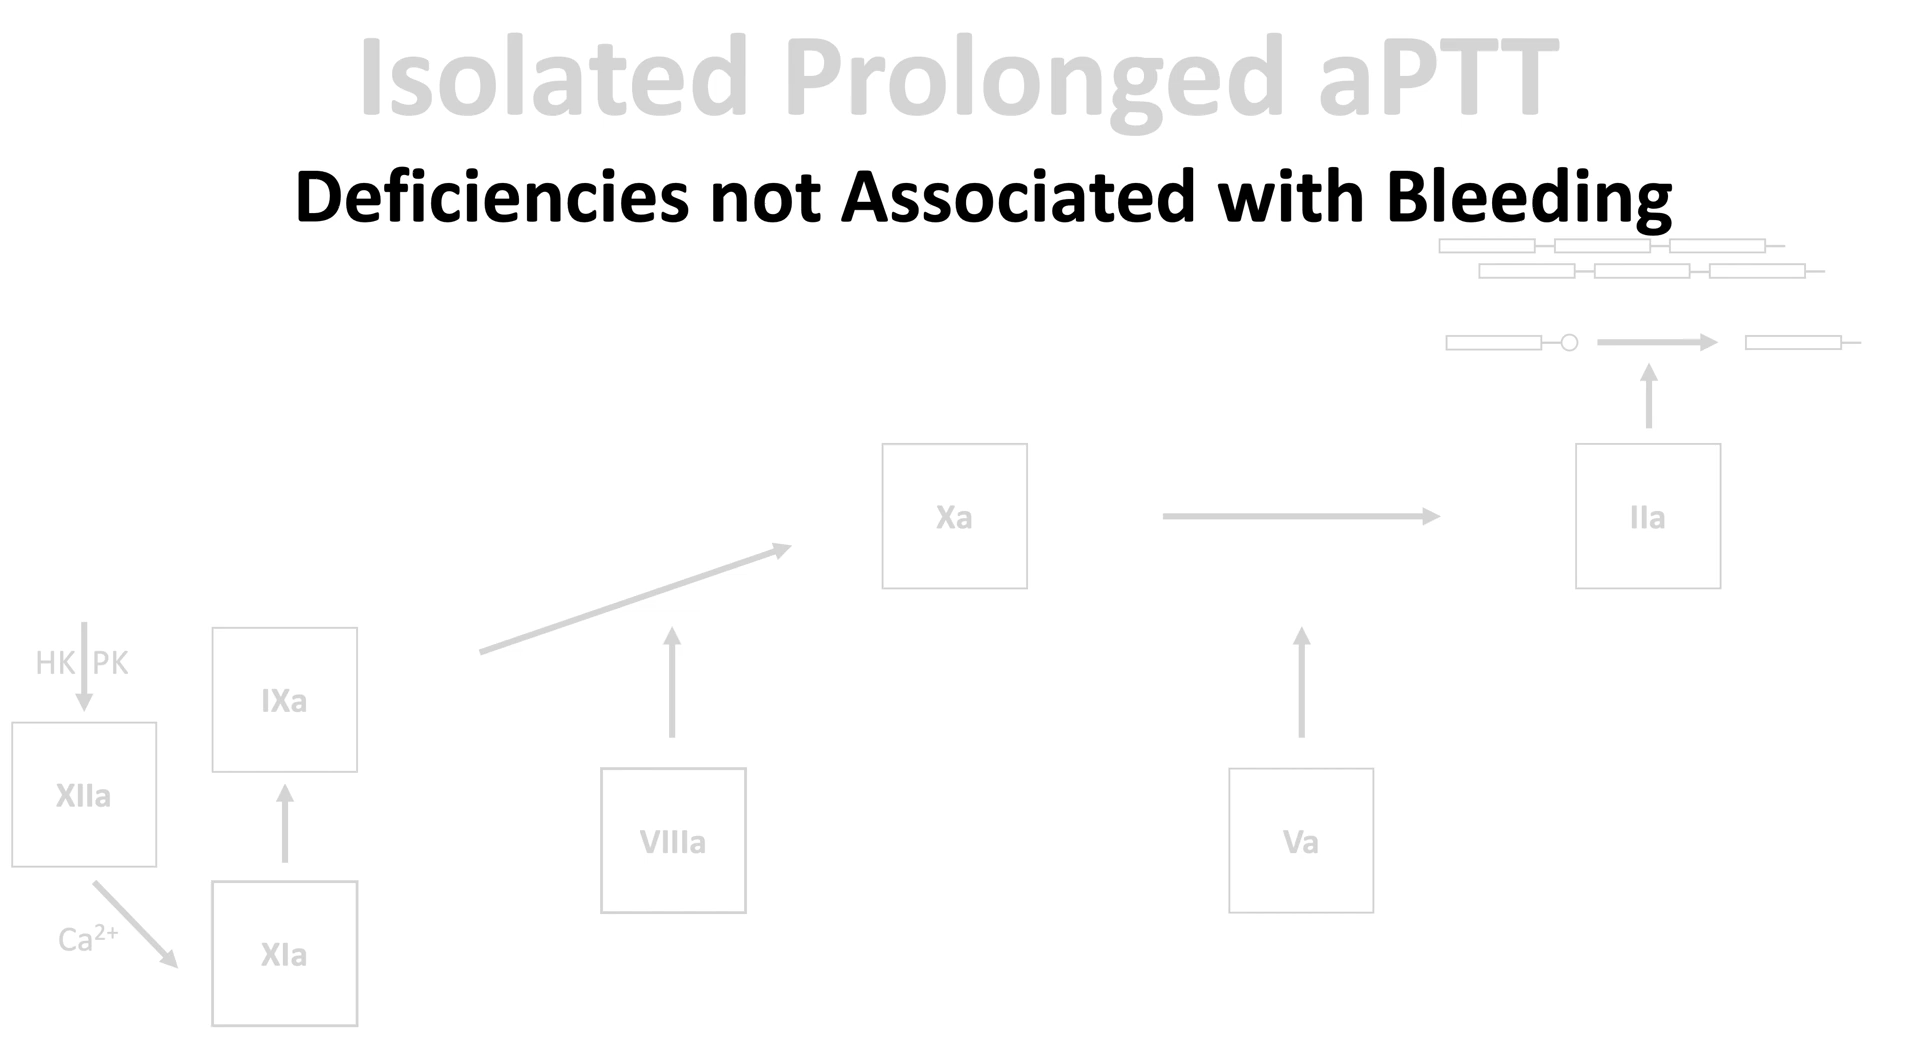 Isolated Prolonged aPTT
Deficiencies not Associated with Bleeding
Xa
IIa
HK PK
IXa
XIIa
VIIIa
Va
Ca²⁺
XIa